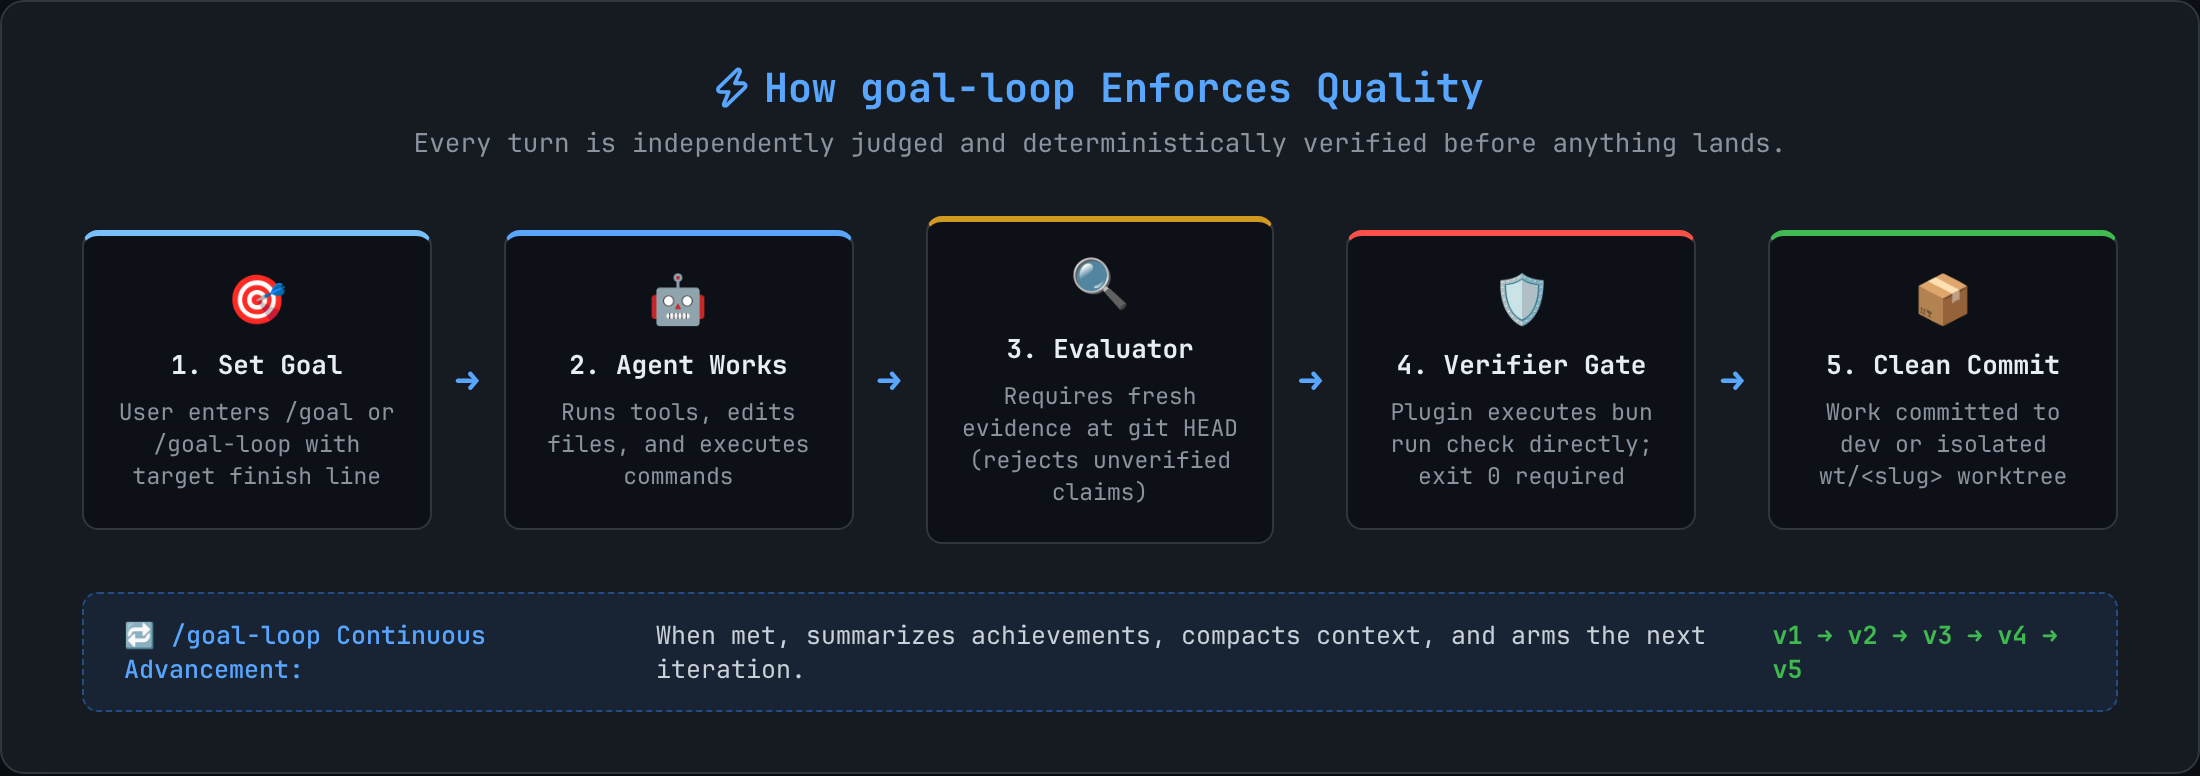 How goal-loop Enforces Quality
Every turn is independently judged and deterministically verified before anything lands.
1. Set Goal
User enters /goal or
/goal-loop with
target finish line
➜
2. Agent Works
Runs tools, edits
files, and executes
commands
➜
3. Evaluator
Requires fresh
evidence at git HEAD
(rejects unverified
claims)
➜
4. Verifier Gate
Plugin executes bun
run check directly;
exit 0 required
➜
5. Clean Commit
Work committed to
dev or isolated
wt/<slug> worktree
/goal-loop Continuous
Advancement:
When met, summarizes achievements, compacts context, and arms the next
iteration.
v1 → v2 → v3 → v4 →
v5